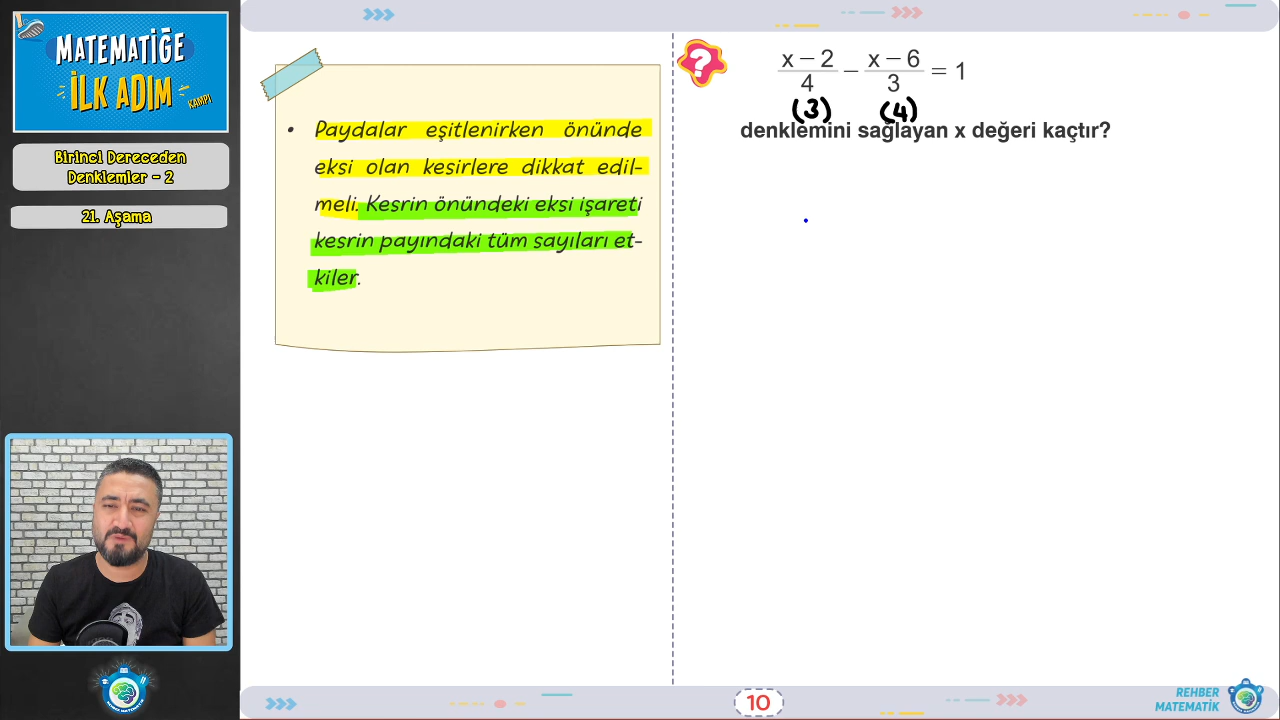 MATEMATİĞE
İLK ADIM
KAMPI
Birinci Dereceden
Denklemler - 2
21. Aşama
• Paydalar eşitlenirken önünde
eksi olan kesirlere dikkat edil-
meli. Kesrin önündeki eksi işareti
kesrin payındaki tüm sayıları et-
kiler.
?
x – 2 x – 6
— – — = 1
4 3
(3) (4)
denklemini sağlayan x değeri kaçtır?
10
REHBER
MATEMATİK